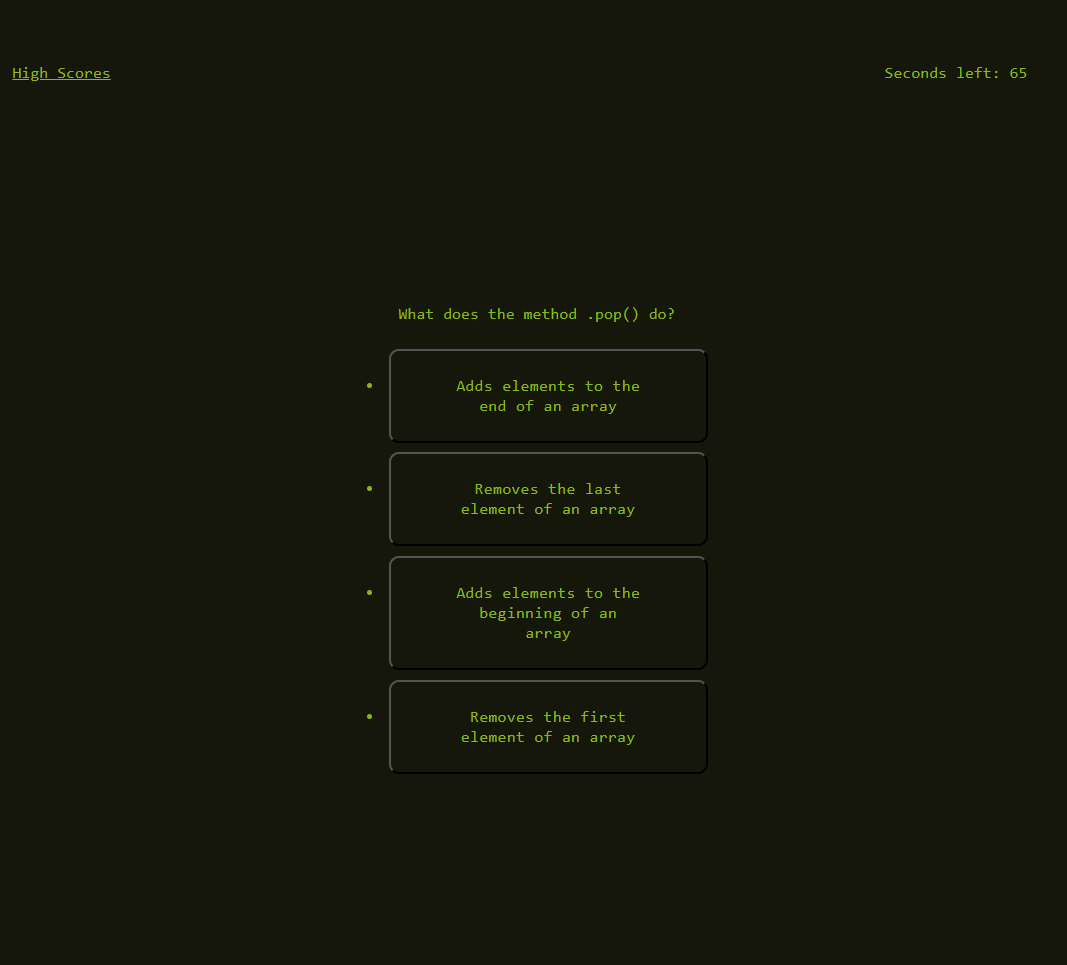 High Scores
Seconds left: 65
What does the method .pop() do?
Adds elements to the
end of an array
Removes the last
element of an array
Adds elements to the
beginning of an
array
Removes the first
element of an array